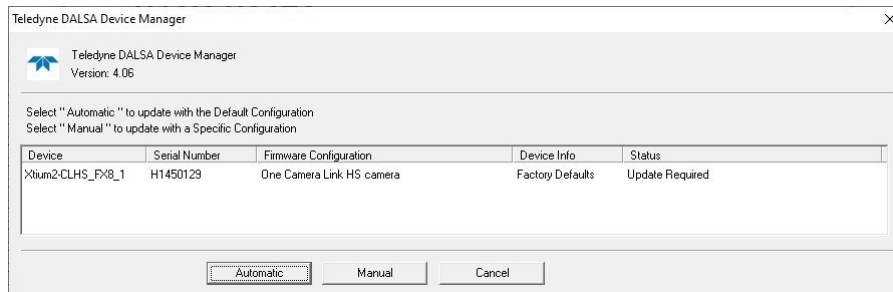 Teledyne DALSA Device Manager
Teledyne DALSA Device Manager
Version: 4.06
Select " Automatic " to update with the Default Configuration
Select " Manual " to update with a Specific Configuration
Device Serial Number Firmware Configuration Device Info Status
Xtium2-CLHS_FX8_1 H1450129 One Camera Link HS camera Factory Defaults Update Required
Automatic Manual Cancel